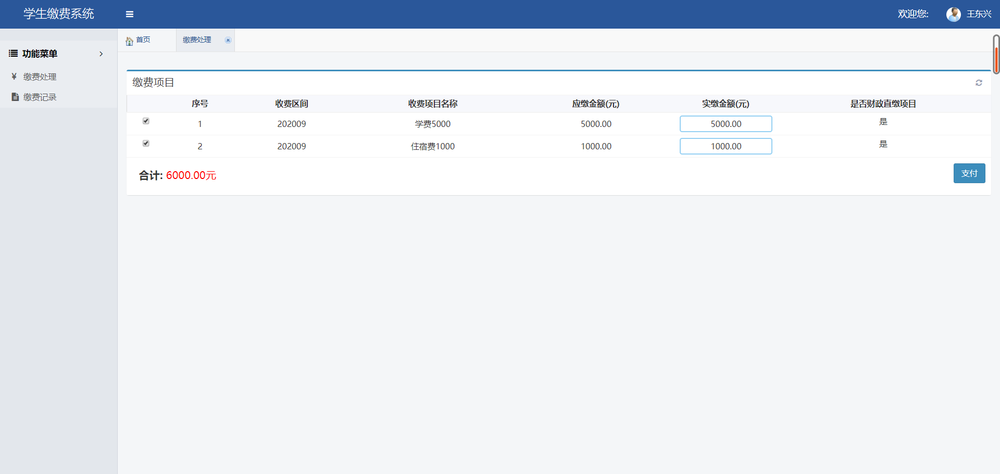 学生缴费系统
欢迎您: 王东兴
首页 缴费处理
功能菜单
¥ 缴费处理
缴费记录
缴费项目
序号 收费区间 收费项目名称 应缴金额(元) 实缴金额(元) 是否财政直缴项目
1 202009 学费5000 5000.00 5000.00 是
2 202009 住宿费1000 1000.00 1000.00 是
合计: 6000.00元 支付